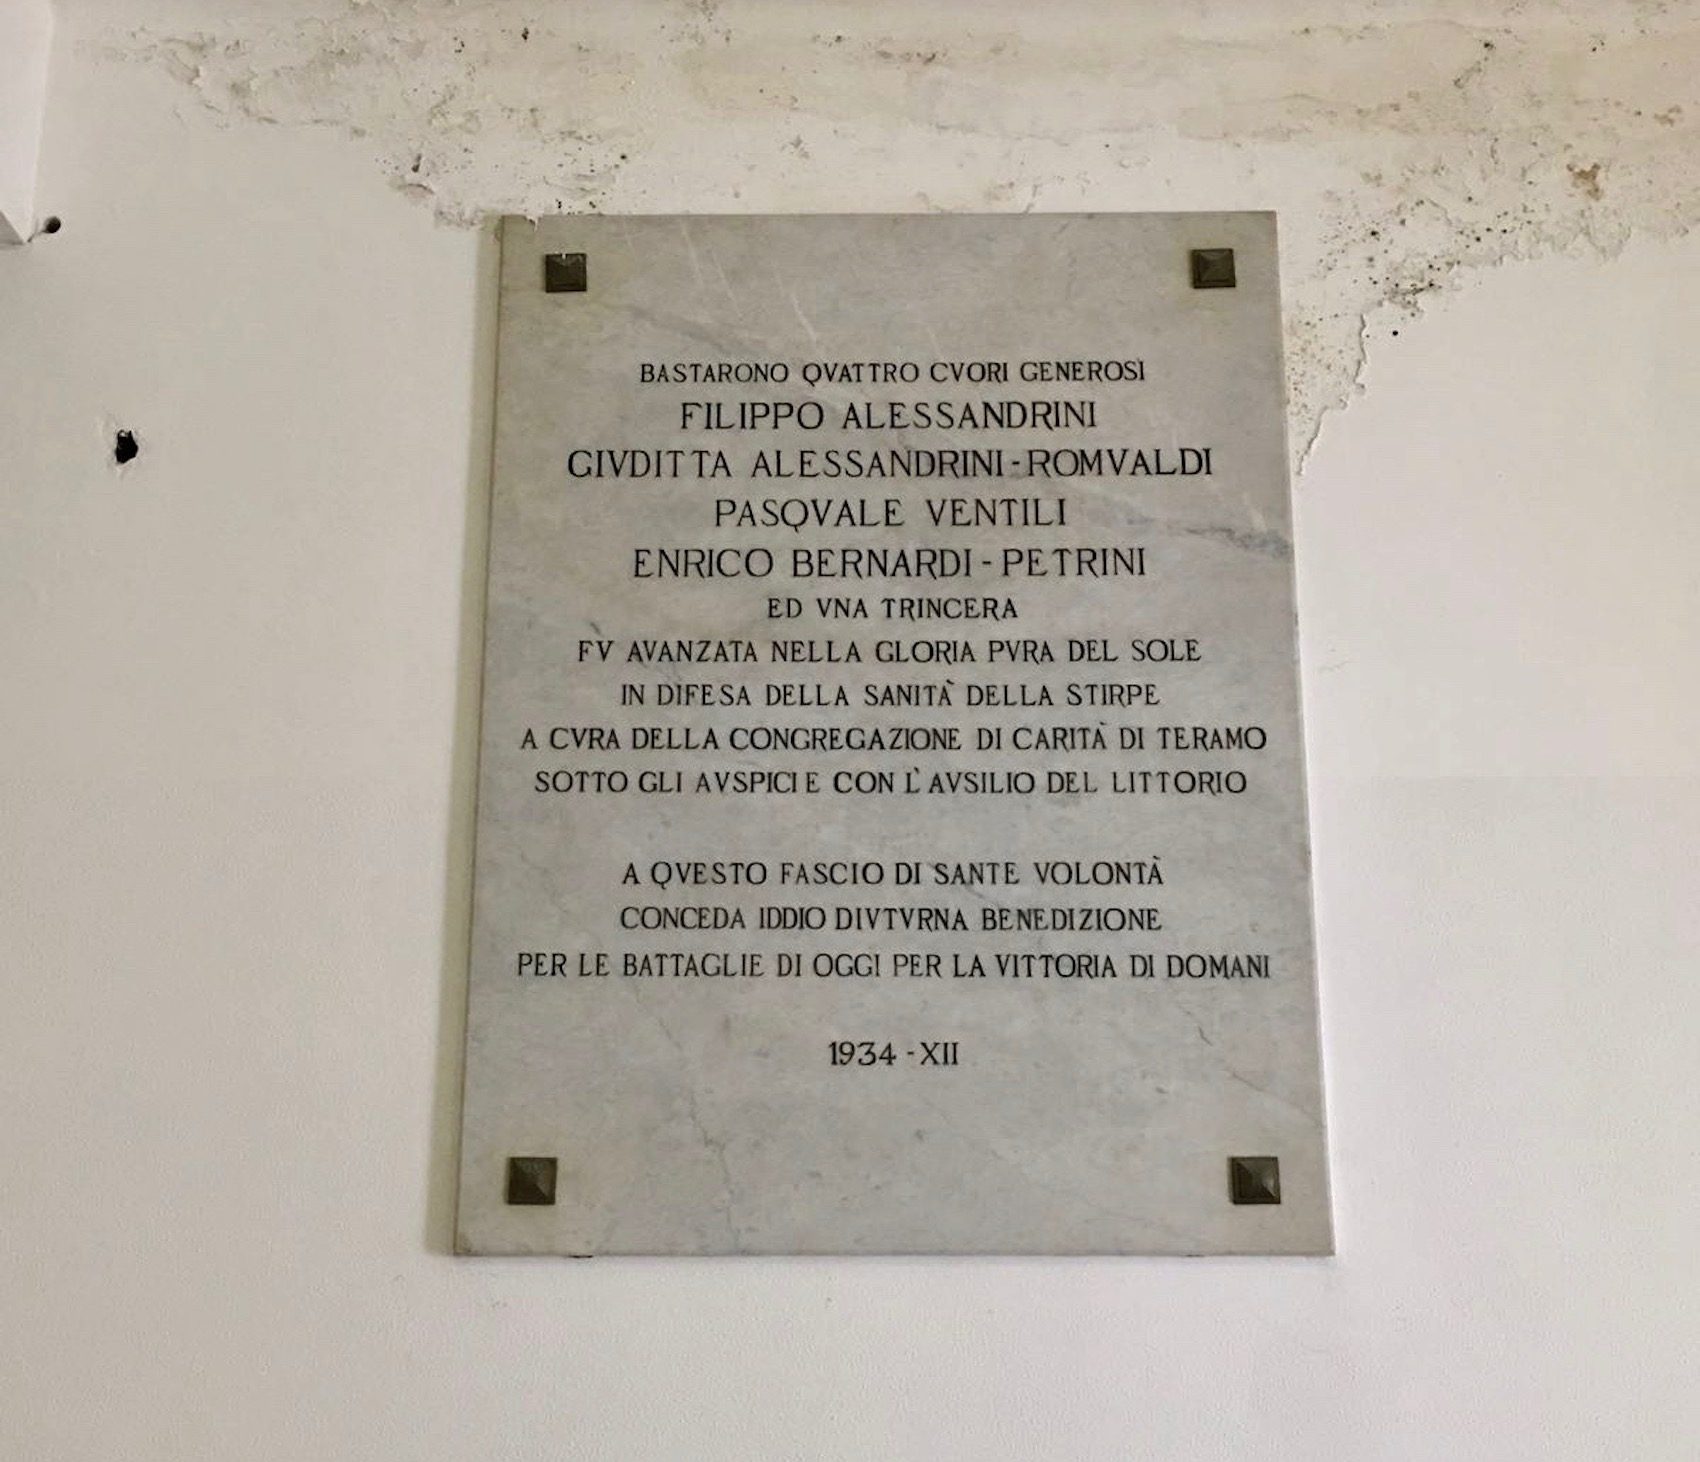 BASTARONO QVATTRO CVORI GENEROSI
FILIPPO ALESSANDRINI
GIVDITTA ALESSANDRINI-ROMVALDI
PASQVALE VENTILI
ENRICO BERNARDI-PETRINI
ED VNA TRINCERA
FV AVANZATA NELLA GLORIA PVRA DEL SOLE
IN DIFESA DELLA SANITÀ DELLA STIRPE
A CVRA DELLA CONGREGAZIONE DI CARITÀ DI TERAMO
SOTTO GLI AVSPICI E CON L'AVSILIO DEL LITTORIO
A QVESTO FASCIO DI SANTE VOLONTÀ
CONCEDA IDDIO DIVTVRNA BENEDIZIONE
PER LE BATTAGLIE DI OGGI PER LA VITTORIA DI DOMANI
1934-XII